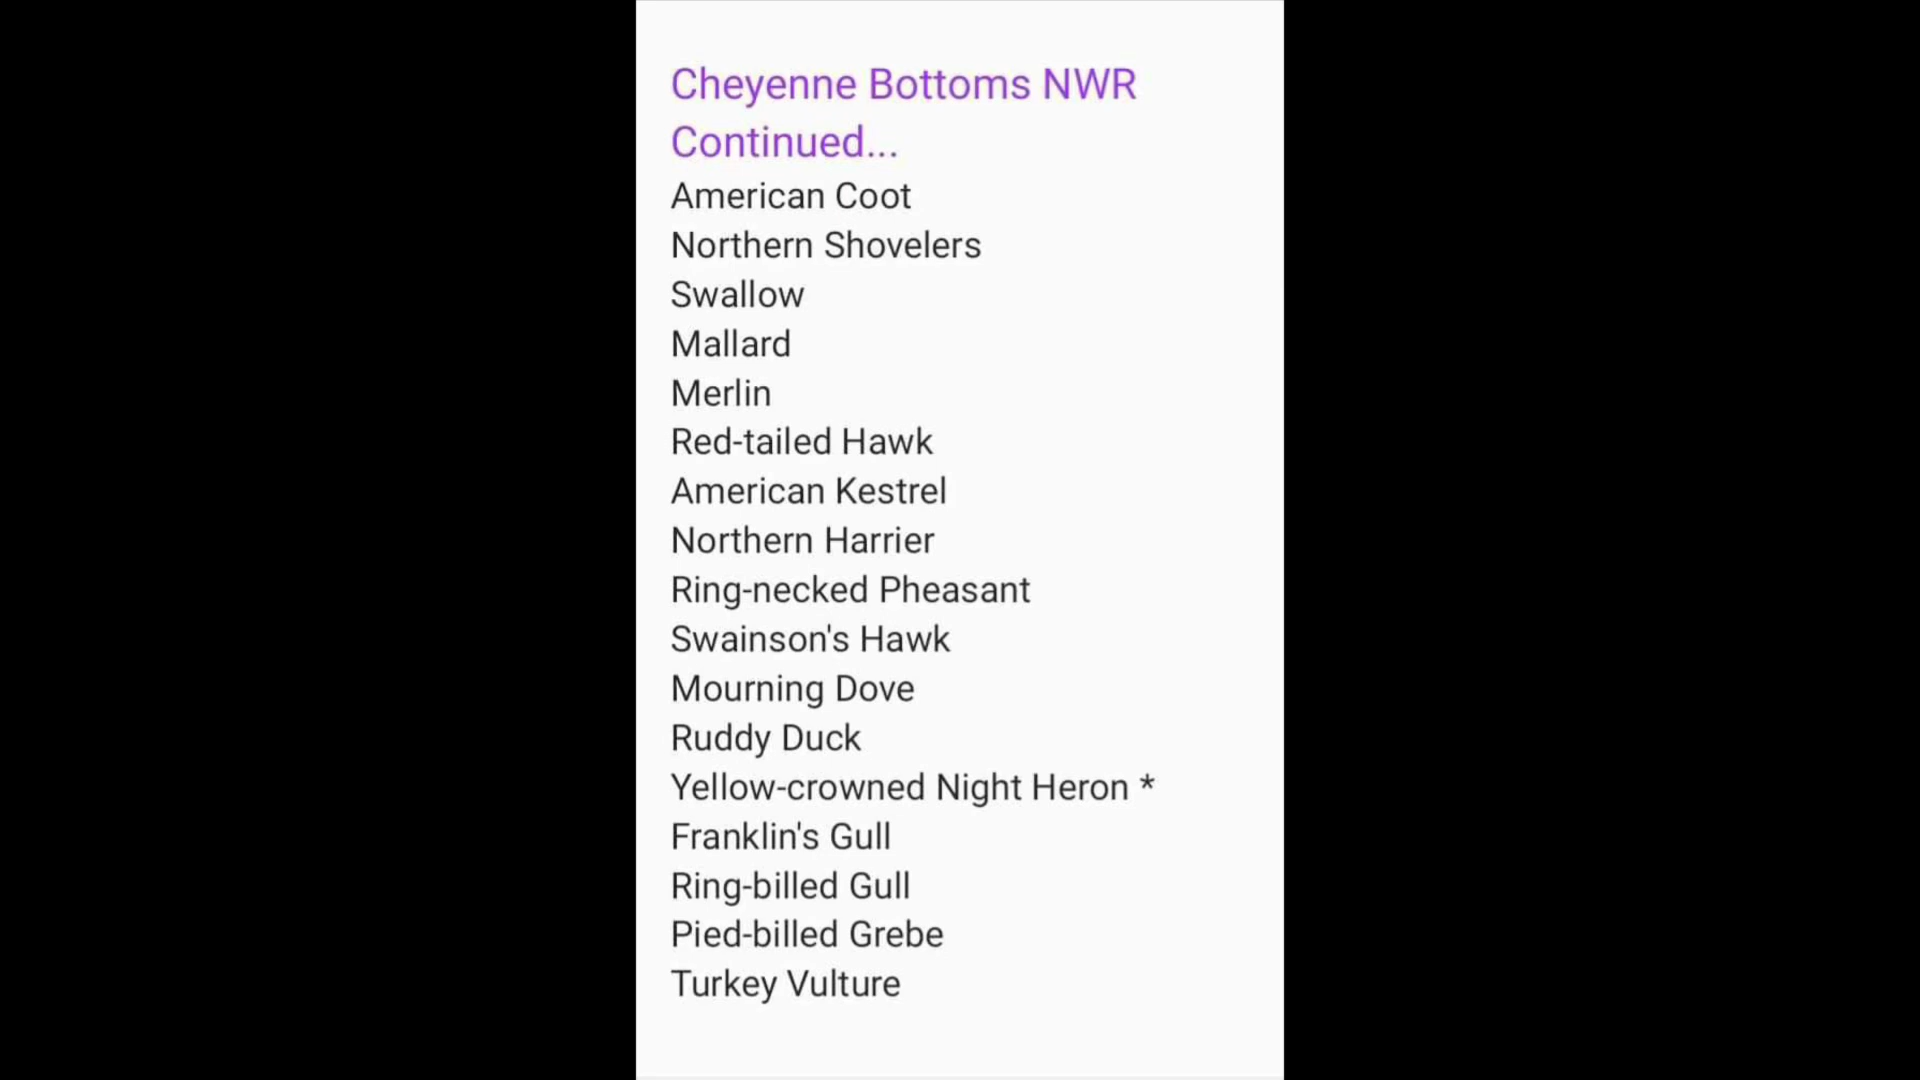 Cheyenne Bottoms NWR
Continued...
American Coot
Northern Shovelers
Swallow
Mallard
Merlin
Red-tailed Hawk
American Kestrel
Northern Harrier
Ring-necked Pheasant
Swainson's Hawk
Mourning Dove
Ruddy Duck
Yellow-crowned Night Heron *
Franklin's Gull
Ring-billed Gull
Pied-billed Grebe
Turkey Vulture